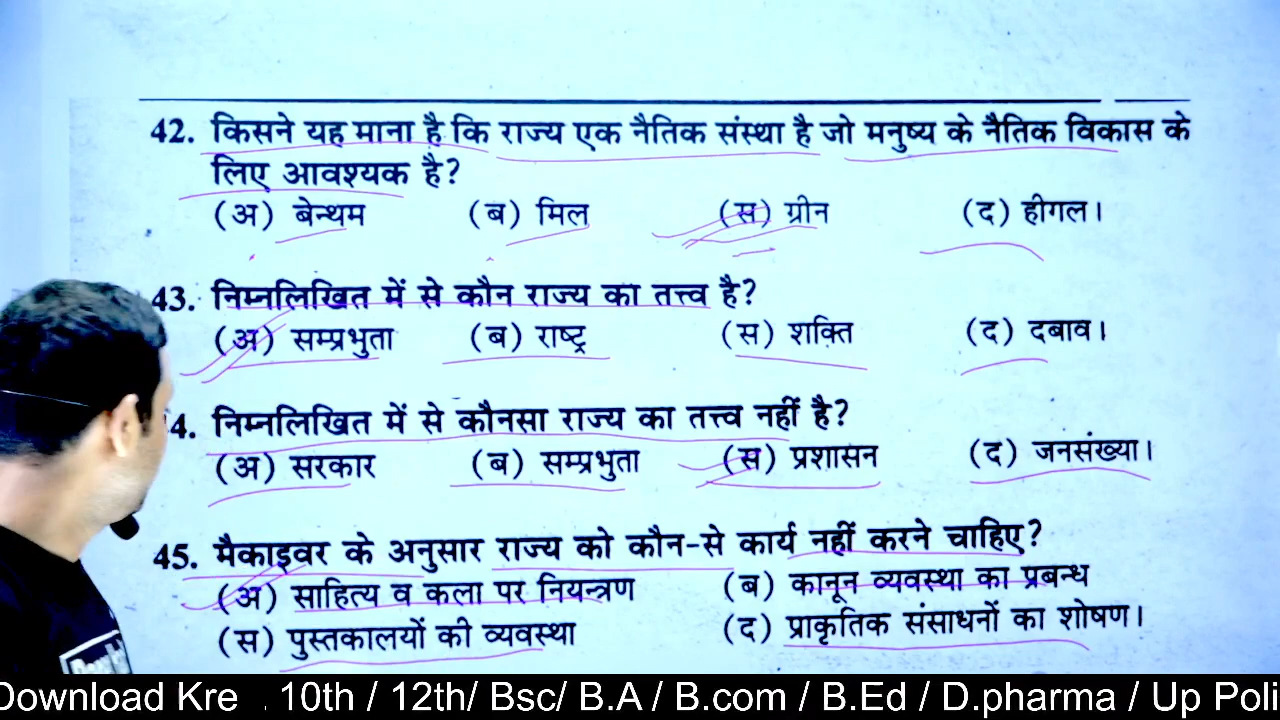 42. किसने यह माना है कि राज्य एक नैतिक संस्था है जो मनुष्य के नैतिक विकास के
लिए आवश्यक है?
(अ) बेन्थम (ब) मिल (स) ग्रीन (द) हीगल।
43. निम्नलिखित में से कौन राज्य का तत्त्व है?
(अ) सम्प्रभुता (ब) राष्ट्र (स) शक्ति (द) दबाव।
4. निम्नलिखित में से कौनसा राज्य का तत्त्व नहीं है?
(अ) सरकार (ब) सम्प्रभुता (स) प्रशासन (द) जनसंख्या।
45. मैकाइवर के अनुसार राज्य को कौन-से कार्य नहीं करने चाहिए?
(अ) साहित्य व कला पर नियन्त्रण (ब) कानून व्यवस्था का प्रबन्ध
(स) पुस्तकालयों की व्यवस्था (द) प्राकृतिक संसाधनों का शोषण।
Download Kre . 10th / 12th/ Bsc/ B.A / B.com / B.Ed / D.pharma / Up Poli